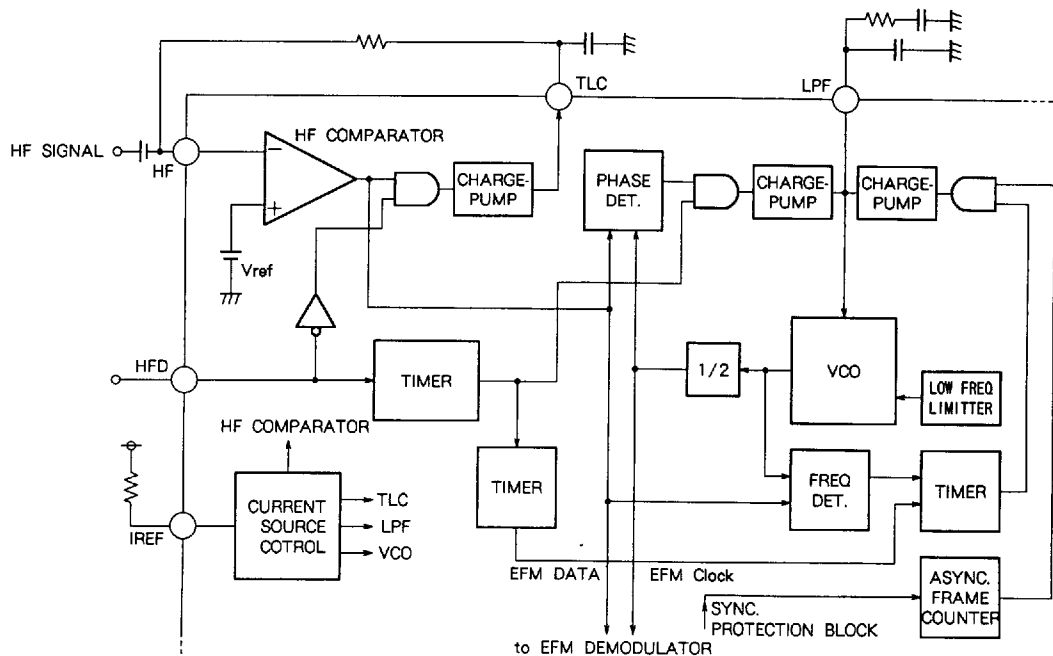 TLC
LPF
HF COMPARATOR
HF SIGNAL
HF
CHARGE-
PUMP
PHASE
DET.
CHARGE-
PUMP
CHARGE-
PUMP
Vref
HFD
TIMER
1/2
VCO
LOW FREQ
LIMITTER
HF COMPARATOR
TIMER
FREQ
DET.
TIMER
IREF
CURRENT
SOURCE
COTROL
TLC
LPF
VCO
EFM DATA
EFM Clock
ASYNC.
FRAME
COUNTER
SYNC.
PROTECTION BLOCK
to EFM DEMODULATOR